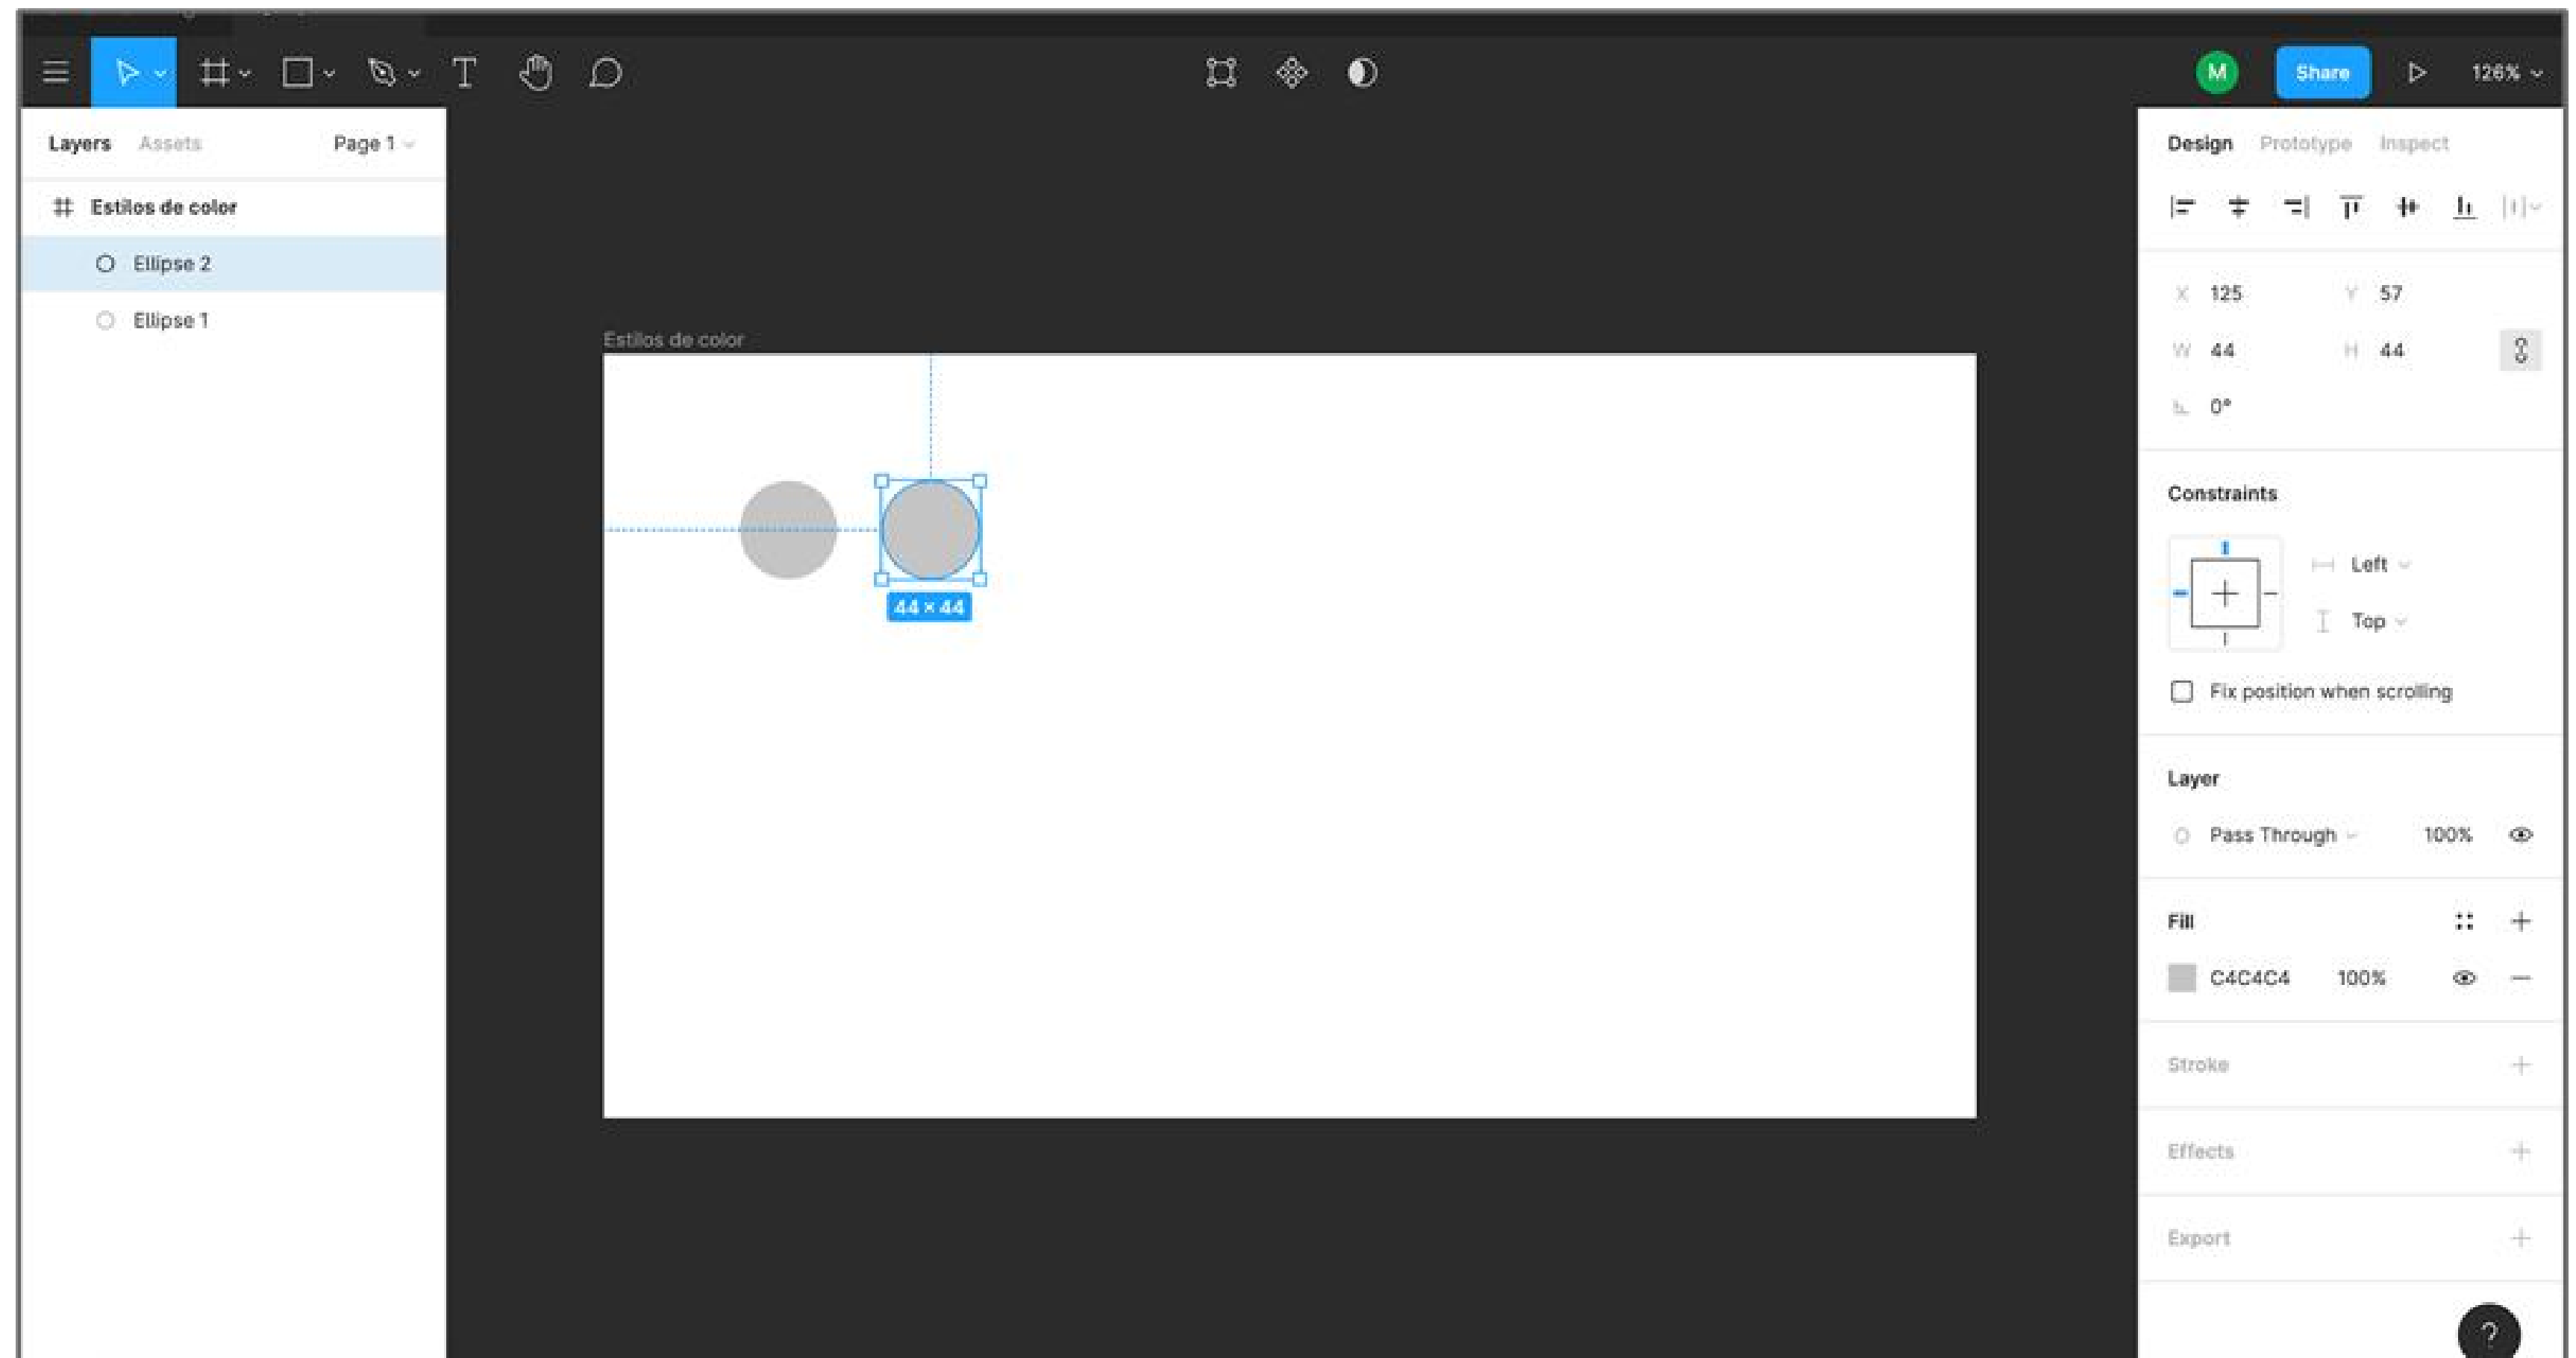 M Share 126%
Layers Assets Page 1
Estilos de color
Ellipse 2
Ellipse 1
Estilos de color
44 × 44
Design Prototype Inspect
X 125 Y 57
W 44 H 44
0°
Constraints
Left
Top
Fix position when scrolling
Layer
Pass Through 100%
Fill
C4C4C4 100%
Stroke
Effects
Export
?